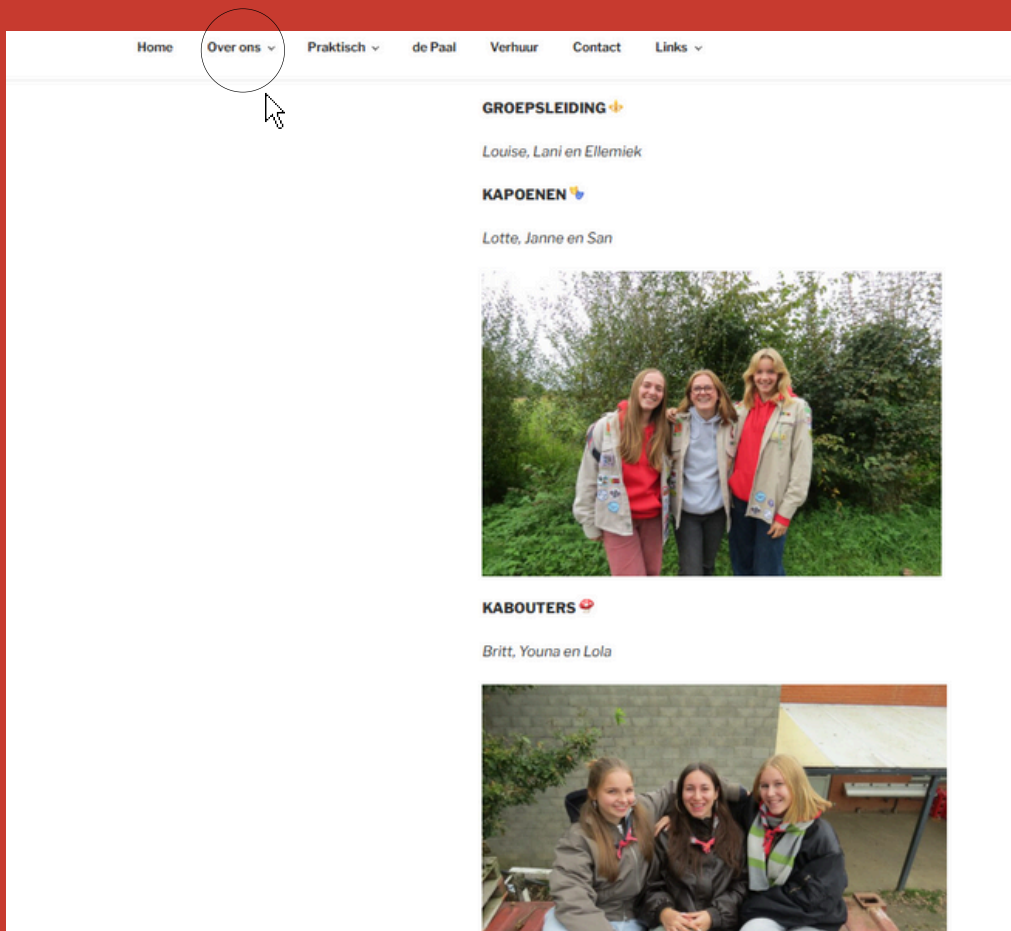 Home Over ons Praktisch de Paal Verhuur Contact Links
GROEPSLEIDING
Louise, Lani en Ellemiek
KAPOENEN
Lotte, Janne en San
KABOUTERS
Britt, Youna en Lola